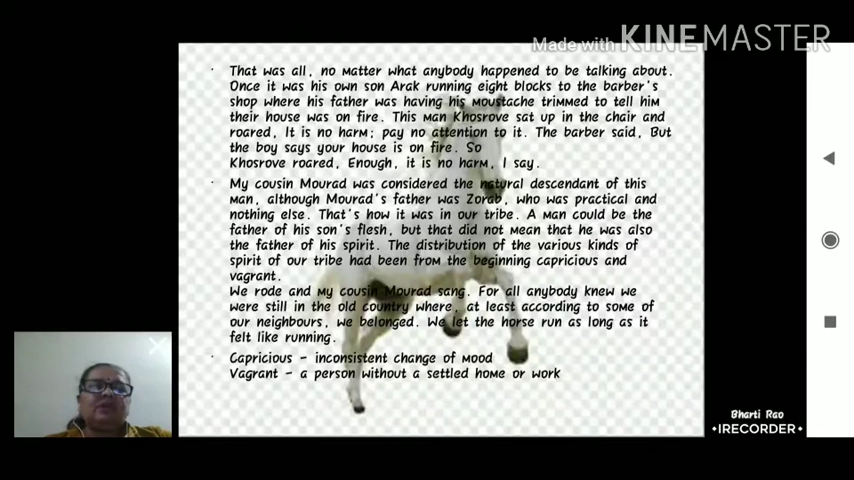 Made with KINEMASTER
· That was all, no matter what anybody happened to be talking about.
Once it was his own son Arak running eight blocks to the barber's
shop where his father was having his moustache trimmed to tell him
their house was on fire. This man Khosrove sat up in the chair and
roared, It is no harm; pay no attention to it. The barber said, But
the boy says your house is on fire. So
Khosrove roared, Enough, it is no harm, I say.
· My cousin Mourad was considered the natural descendant of this
man, although Mourad's father was Zorab, who was practical and
nothing else. That's how it was in our tribe. A man could be the
father of his son's flesh, but that did not mean that he was also
the father of his spirit. The distribution of the various kinds of
spirit of our tribe had been from the beginning capricious and
vagrant.
We rode and my cousin Mourad sang. For all anybody knew we
were still in the old country where, at least according to some of
our neighbours, we belonged. We let the horse run as long as it
felt like running.
· Capricious - inconsistent change of mood
Vagrant - a person without a settled home or work
Bharti Rao
•IRECORDER•